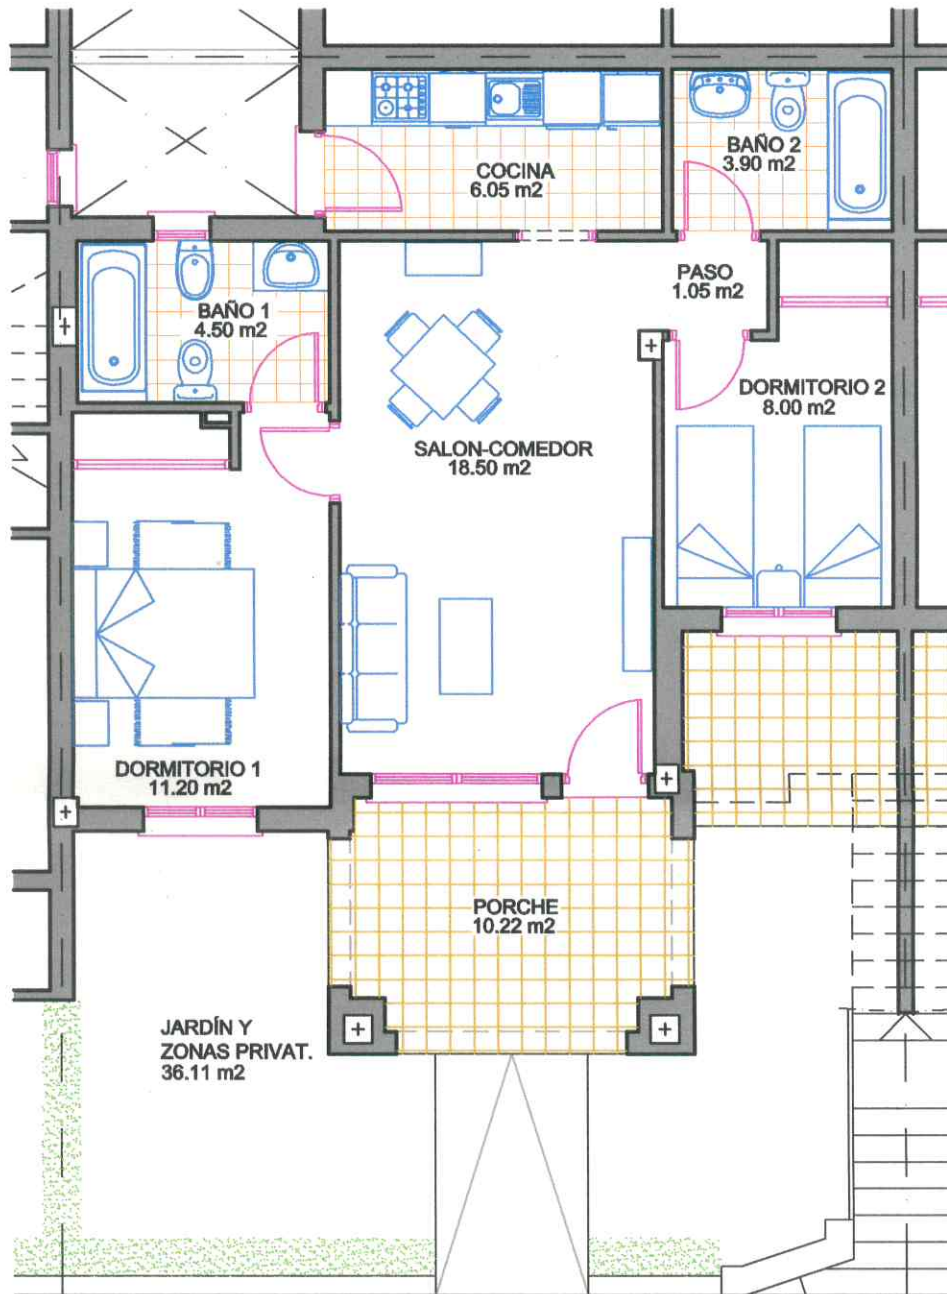 COCINA
6.05 m2
BAÑO 2
3.90 m2
PASO
1.05 m2
BAÑO 1
4.50 m2
DORMITORIO 2
8.00 m2
SALON-COMEDOR
18.50 m2
DORMITORIO 1
11.20 m2
PORCHE
10.22 m2
JARDÍN Y
ZONAS PRIVAT.
36.11 m2